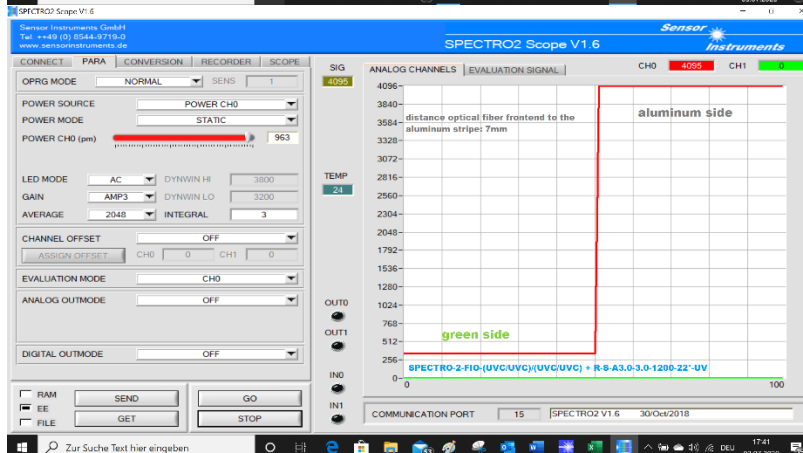 SPECTRO2 Scope V1.6
Sensor Instruments GmbH
Tel. ++49 (0) 8544-9719-0
www.sensorinstruments.de
SPECTRO2 Scope V1.6
Sensor Instruments
CONNECT PARA CONVERSION RECORDER SCOPE
OPRG MODE NORMAL SENS 1
POWER SOURCE POWER CH0
POWER MODE STATIC
POWER CH0 (pm) 963
LED MODE AC DYNWIN HI 3800
GAIN AMP3 DYNWIN LO 3200
AVERAGE 2048 INTEGRAL 3
CHANNEL OFFSET OFF
ASSIGN OFFSET CH0 0 CH1 0
EVALUATION MODE CH0
ANALOG OUTMODE OFF
DIGITAL OUTMODE OFF
RAM
EE
FILE
SEND GO
GET STOP
SIG
4095
TEMP
24
OUT0
OUT1
IN0
IN1
ANALOG CHANNELS EVALUATION SIGNAL
CH0 4095 CH1 0
4096-
3840-
3584-
3328-
3072-
2816-
2560-
2304-
2048-
1792-
1536-
1280-
1024-
768-
512-
256-
0-
0 100
distance optical fiber frontend to the
aluminum stripe: 7mm
aluminum side
green side
SPECTRO-2-FIO-(UVC/UVC)/(UVC/UVC) + R-S-A3.0-3.0-1200-22°-UV
COMMUNICATION PORT 15 SPECTRO2 V1.6 30/Oct/2018
Zur Suche Text hier eingeben
DEU
17:41